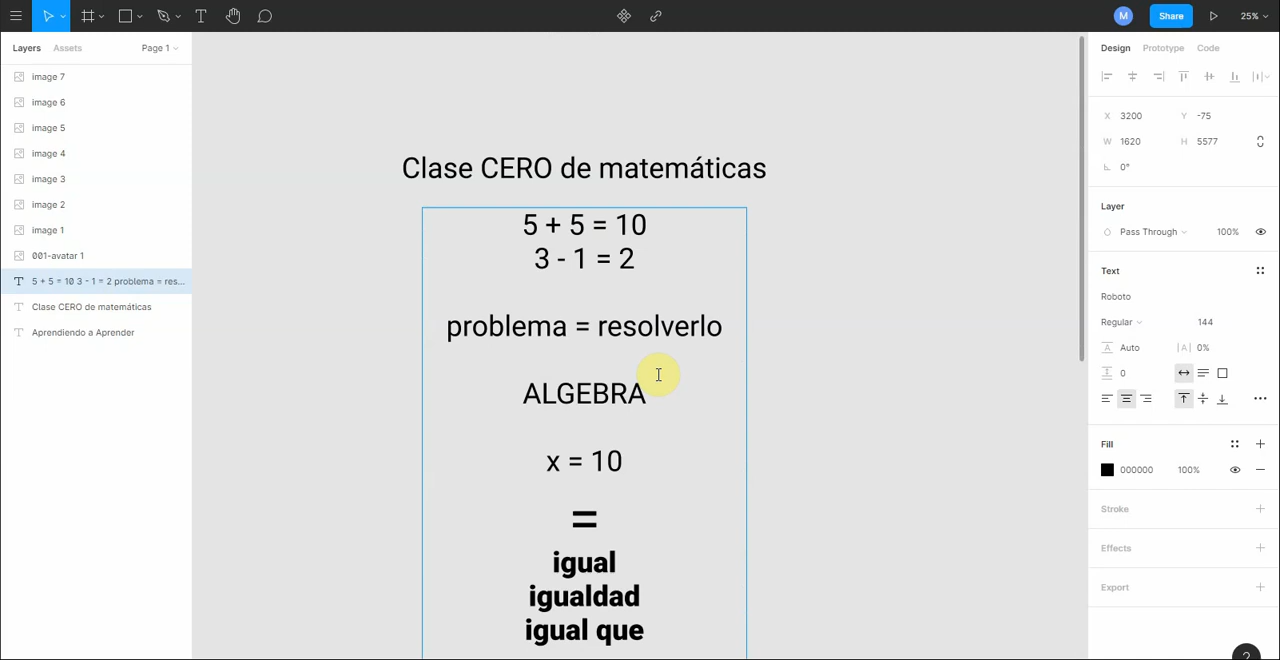 M
Share
25%
Layers
Assets
Page 1
image 7
image 6
image 5
image 4
image 3
image 2
image 1
001-avatar 1
5 + 5 = 10 3 - 1 = 2 problema = res...
Clase CERO de matemáticas
Aprendiendo a Aprender
Clase CERO de matemáticas
5 + 5 = 10
3 - 1 = 2
problema = resolverlo
ALGEBRA
x = 10
=
igual
igualdad
igual que
Design
Prototype
Code
X 3200 Y -75
W 1620 H 5577
0°
Layer
Pass Through 100%
Text
Roboto
Regular 144
A Auto |A| 0%
0
Fill
000000 100%
Stroke
Effects
Export
?